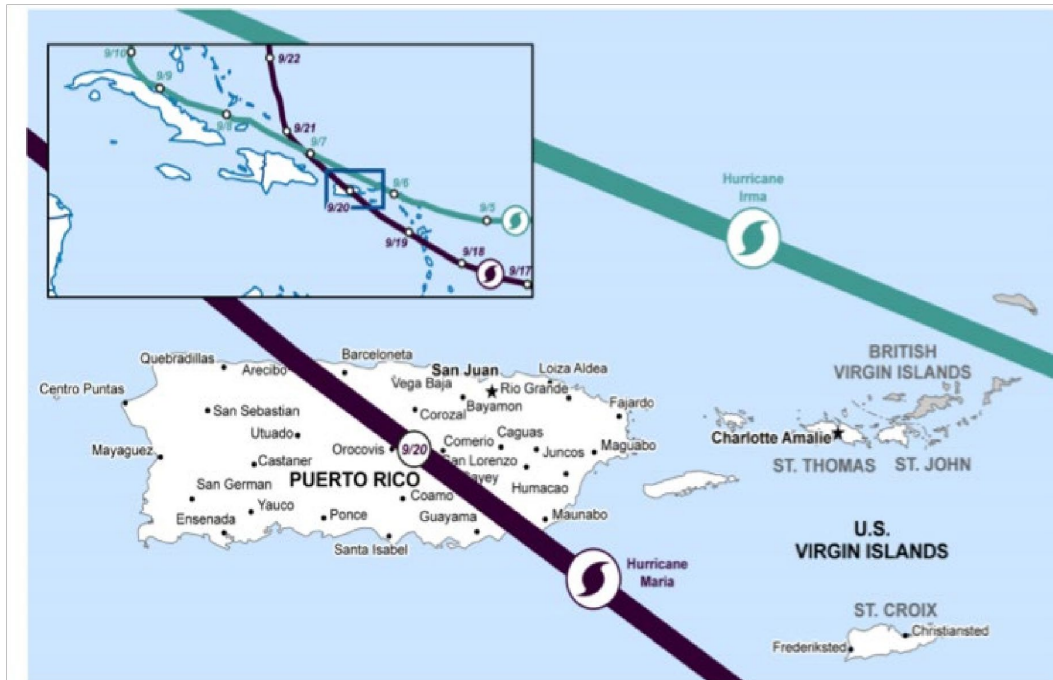 9/10
9/9
9/8
9/22
9/21
9/7
9/6
9/20
9/5
9/19
9/18
9/17
Hurricane
Irma
BRITISH
VIRGIN ISLANDS
Quebradillas
Arecibo
Barceloneta
San Juan
Loiza Aldea
Centro Puntas
Vega Baja
Rio Grande
San Sebastian
Corozal
Bayamon
Fajardo
Utuado
Charlotte Amalie
Mayaguez
Orocovis
9/20
Comerio
Caguas
Maguabo
Castaner
San Lorenzo
Juncos
ST. THOMAS
ST. JOHN
PUERTO RICO
Humacao
San German
Coamo
Yauco
Ponce
Guayama
Maunabo
Ensenada
Santa Isabel
U.S.
VIRGIN ISLANDS
Hurricane
Maria
ST. CROIX
Christiansted
Frederiksted